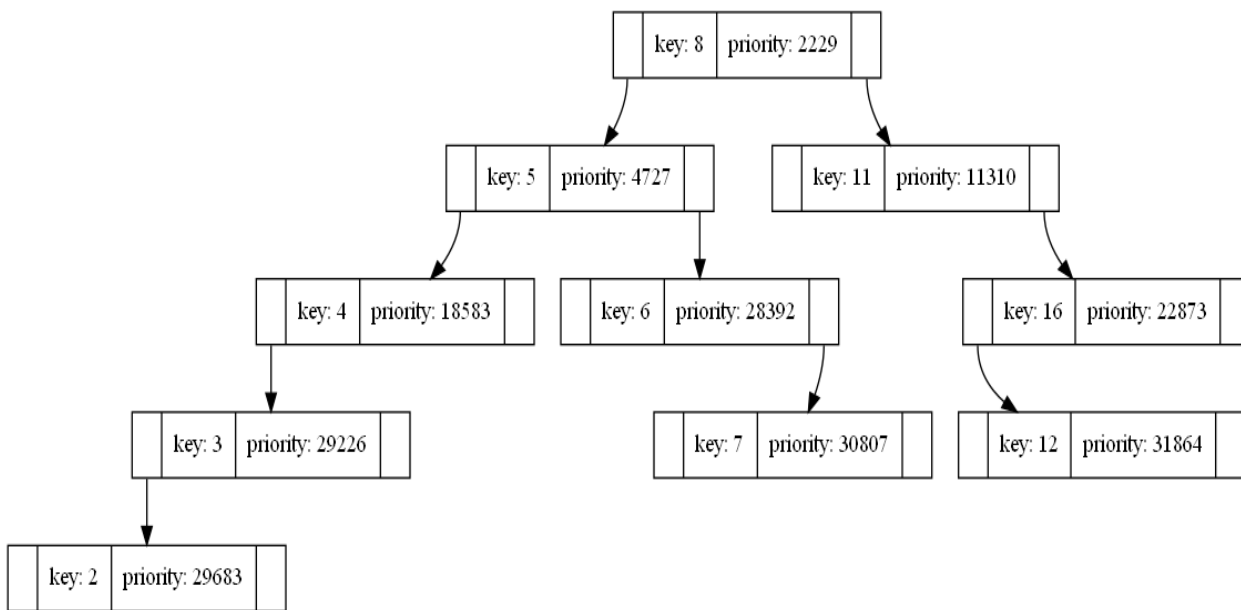 key: 8 priority: 2229
key: 5 priority: 4727
key: 11 priority: 11310
key: 4 priority: 18583
key: 6 priority: 28392
key: 16 priority: 22873
key: 3 priority: 29226
key: 7 priority: 30807
key: 12 priority: 31864
key: 2 priority: 29683